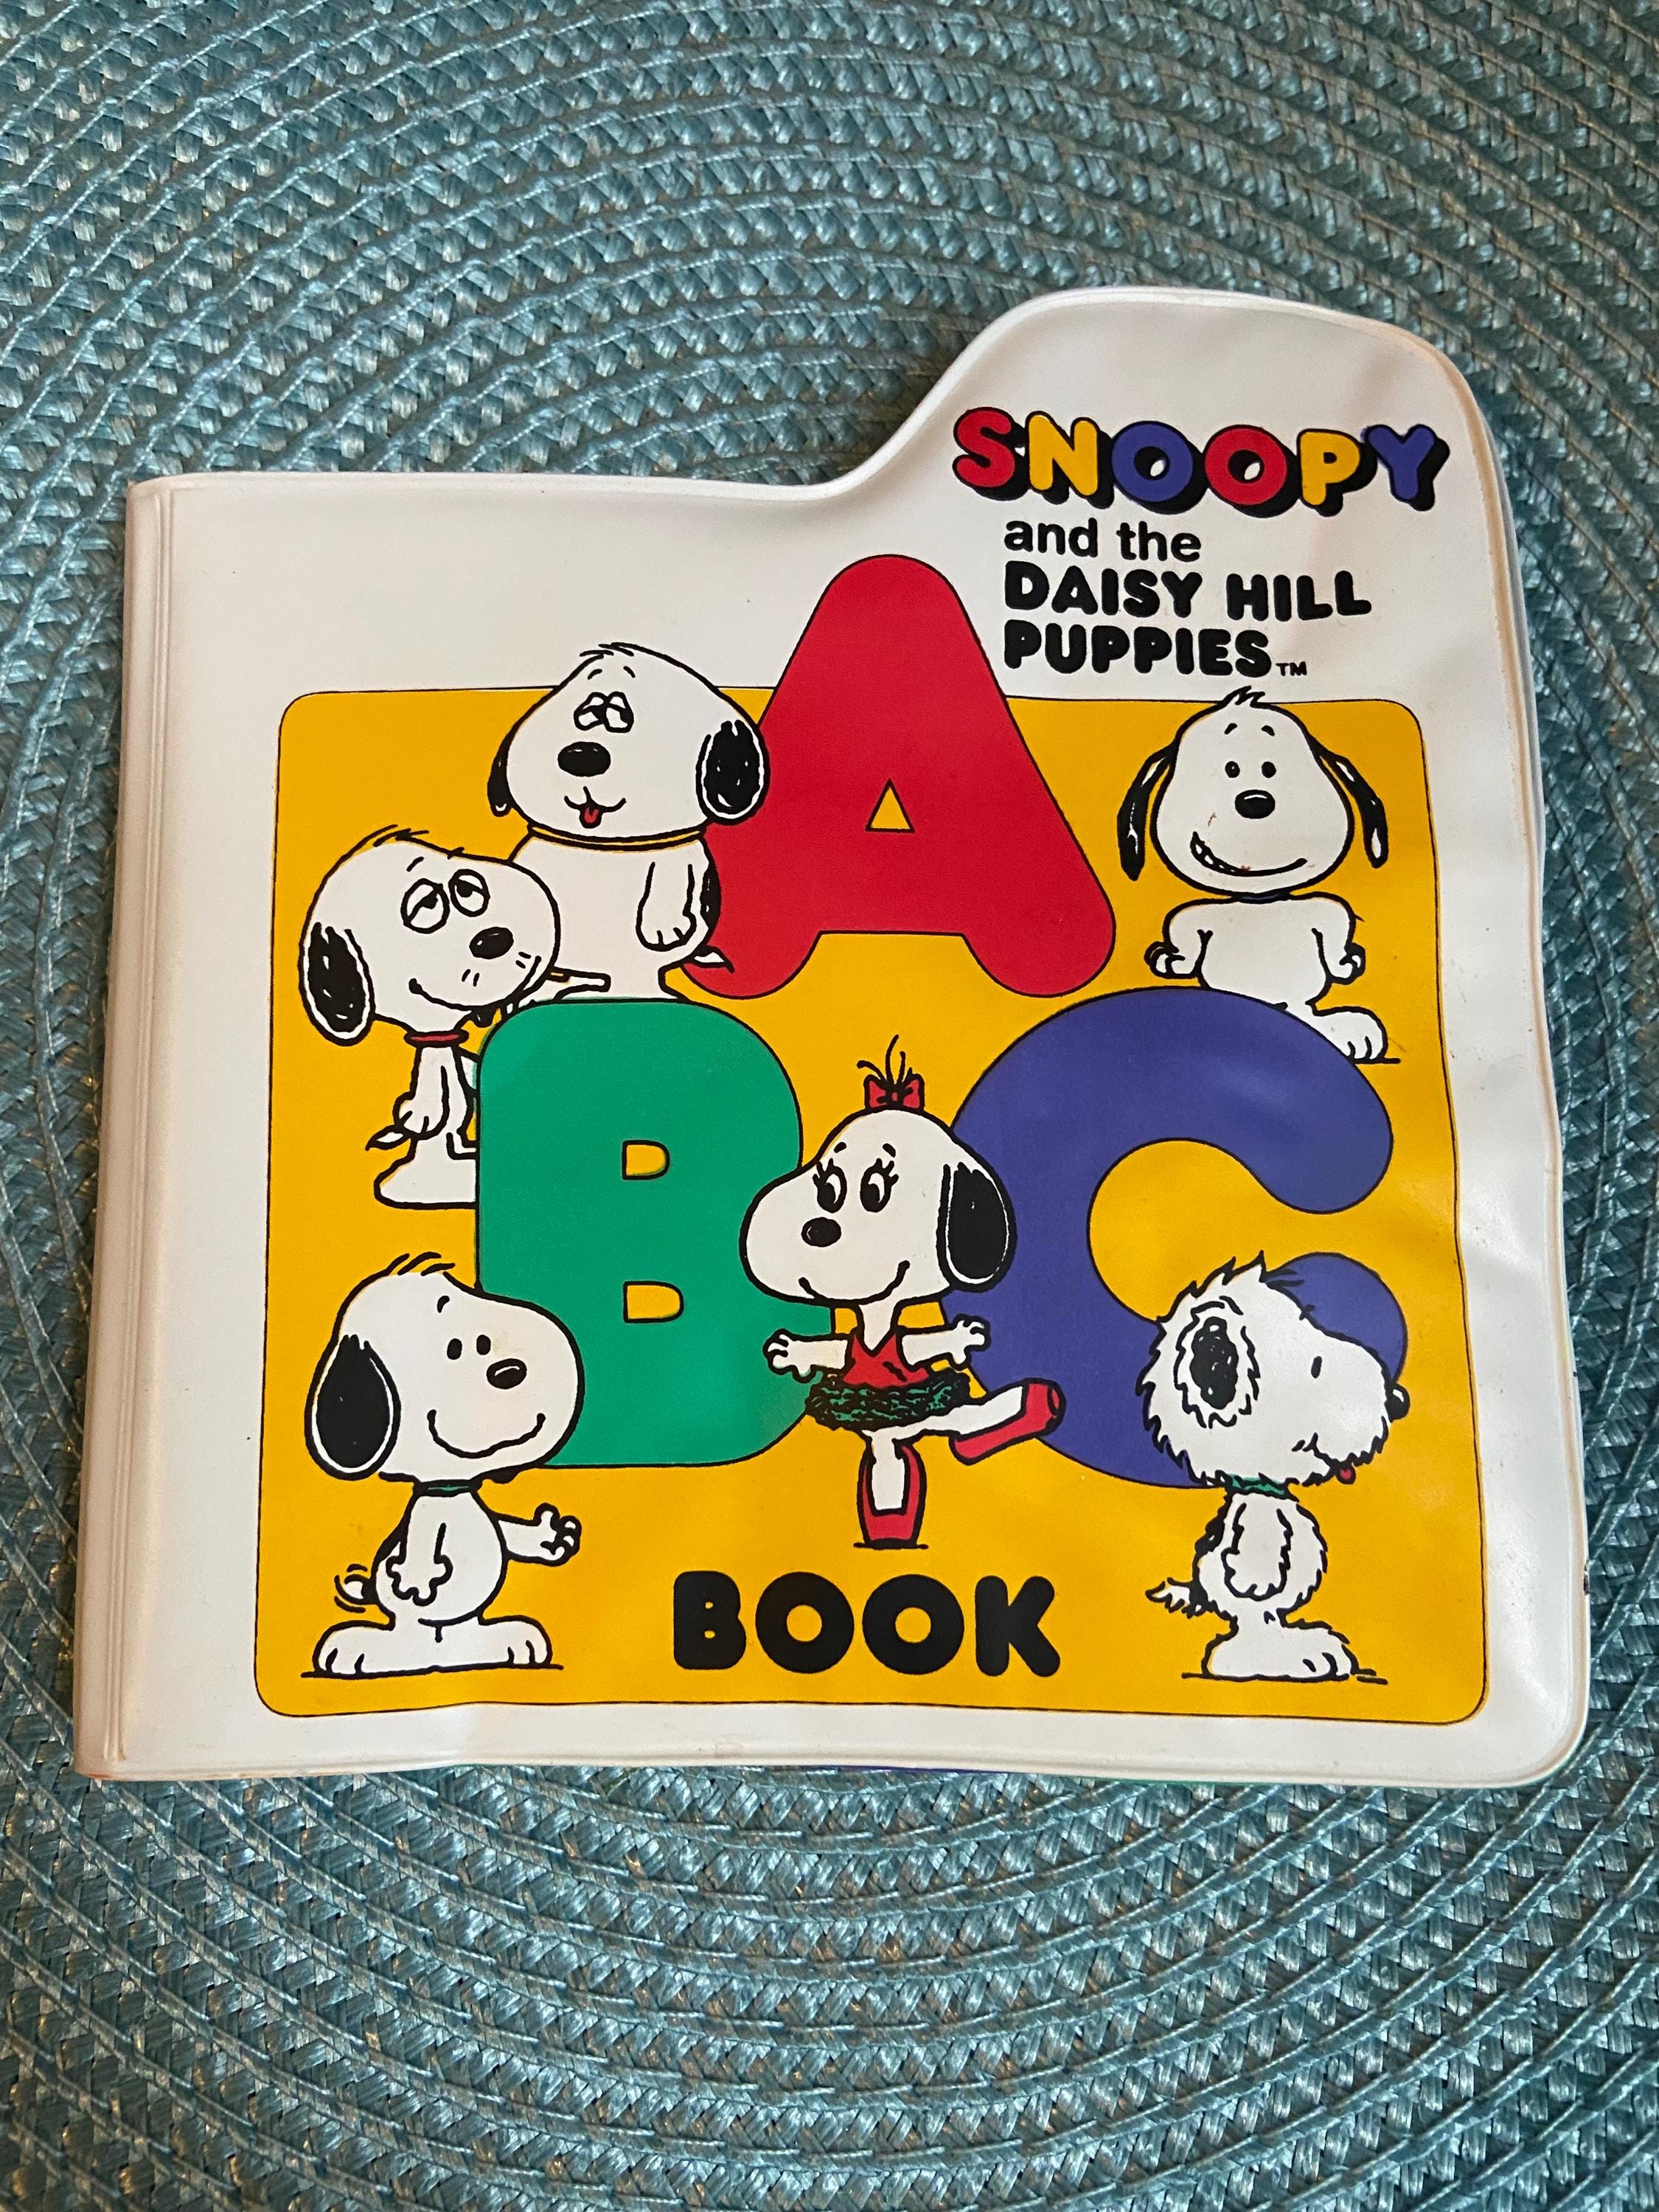 SNOOPY
and the
DAISY HILL
PUPPIES™
A
B C
BOOK